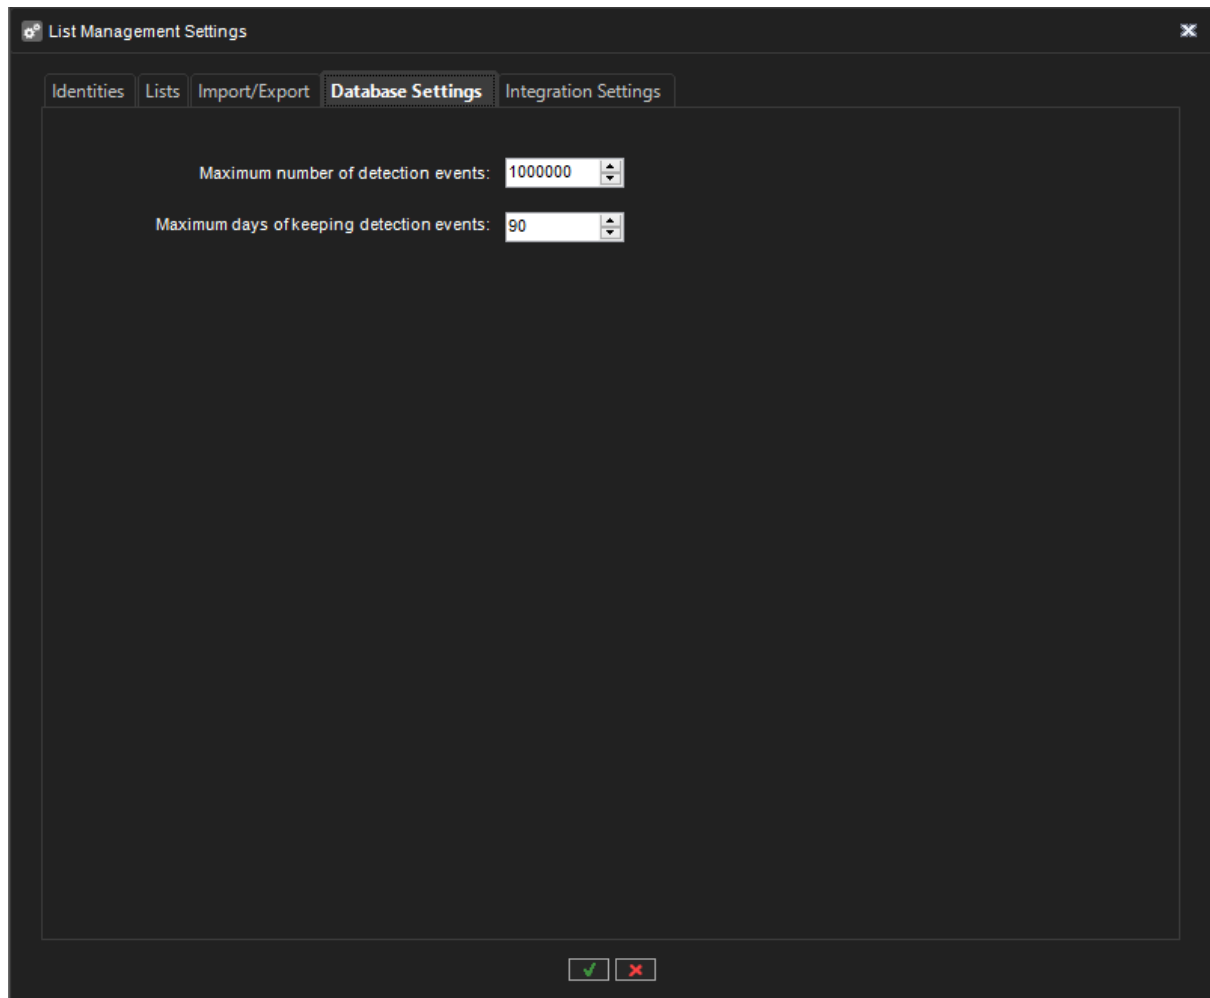 List Management Settings
Identities Lists Import/Export Database Settings Integration Settings
Maximum number of detection events: 1000000
Maximum days of keeping detection events: 90